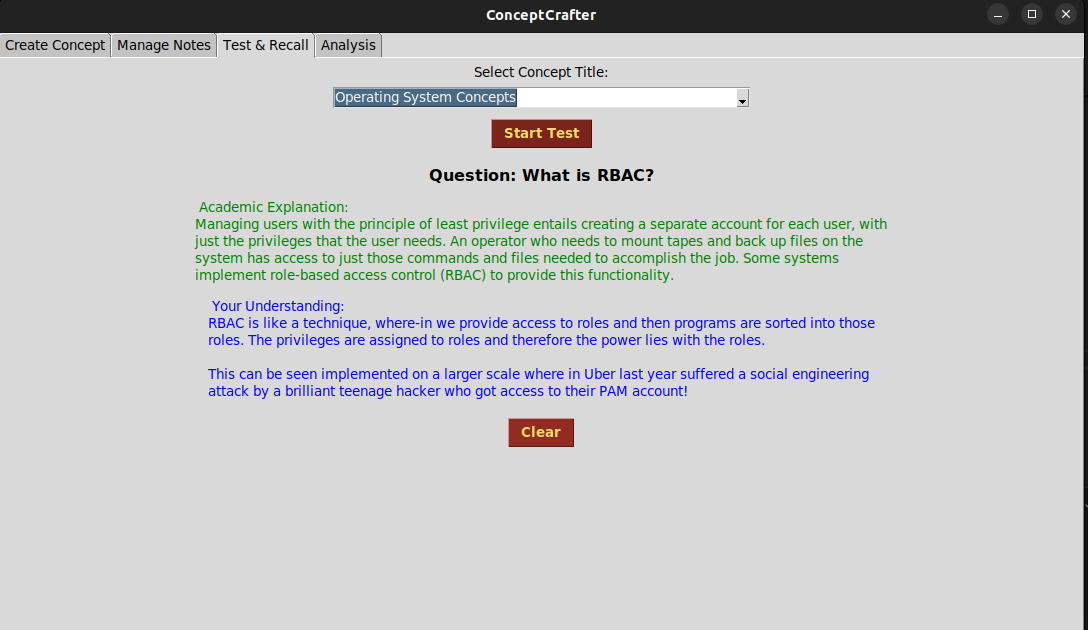 ConceptCrafter
Create Concept Manage Notes Test & Recall Analysis
Select Concept Title:
Operating System Concepts
Start Test
Question: What is RBAC?
Academic Explanation:
Managing users with the principle of least privilege entails creating a separate account for each user, with
just the privileges that the user needs. An operator who needs to mount tapes and back up files on the
system has access to just those commands and files needed to accomplish the job. Some systems
implement role-based access control (RBAC) to provide this functionality.
Your Understanding:
RBAC is like a technique, where-in we provide access to roles and then programs are sorted into those
roles. The privileges are assigned to roles and therefore the power lies with the roles.
This can be seen implemented on a larger scale where in Uber last year suffered a social engineering
attack by a brilliant teenage hacker who got access to their PAM account!
Clear